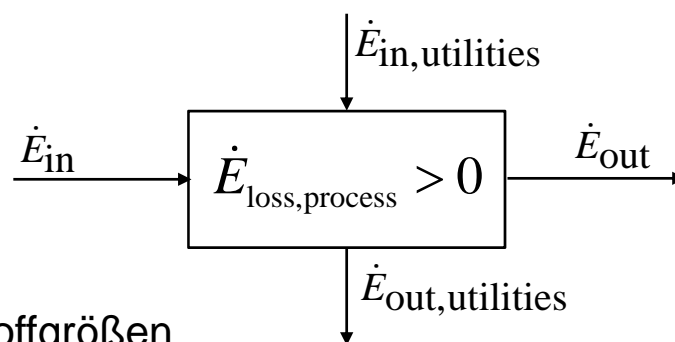 Ė_in,utilities
Ė_in
Ė_loss,process > 0
Ė_out
Ė_out,utilities